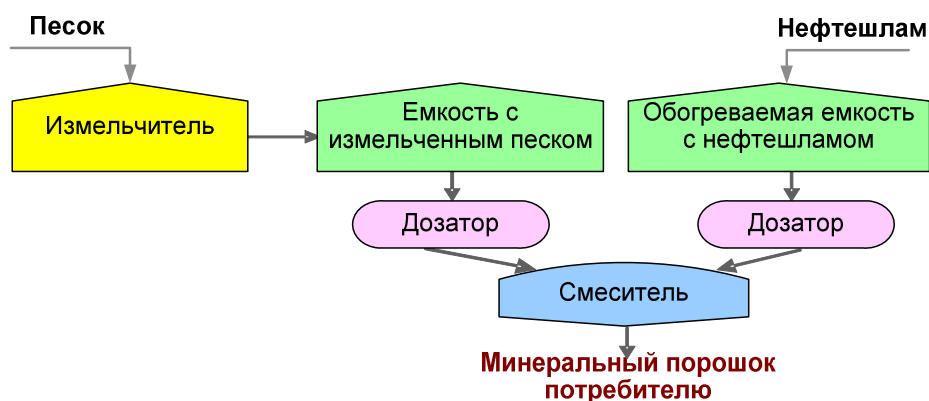 Песок
Нефтешлам
Измельчитель
Емкость с
измельченным песком
Обогреваемая емкость
с нефтешламом
Дозатор
Дозатор
Смеситель
Минеральный порошок
потребителю